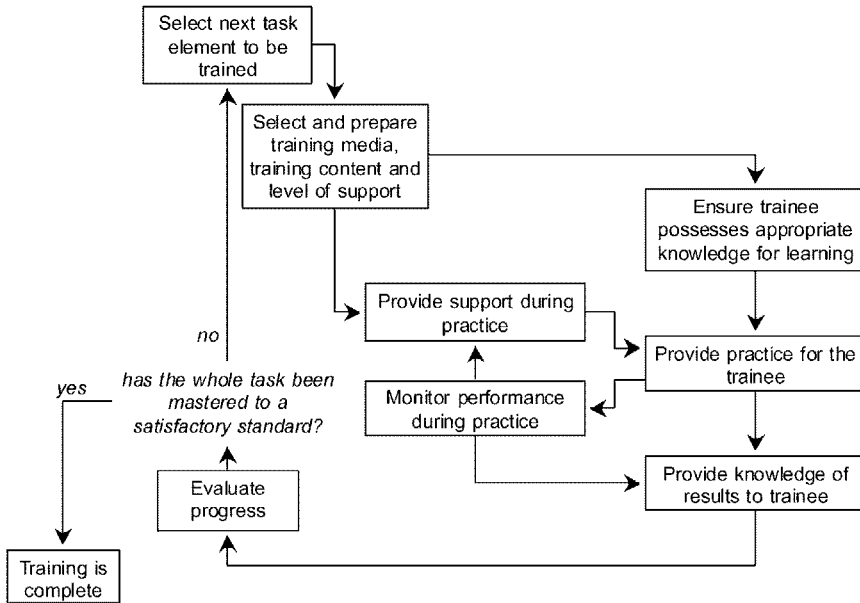 Select next task
element to be
trained
Select and prepare
training media,
training content and
level of support
Ensure trainee
possesses appropriate
knowledge for learning
Provide support during
practice
no
Provide practice for the
trainee
yes
has the whole task been
mastered to a
satisfactory standard?
Monitor performance
during practice
Evaluate
progress
Provide knowledge of
results to trainee
Training is
complete